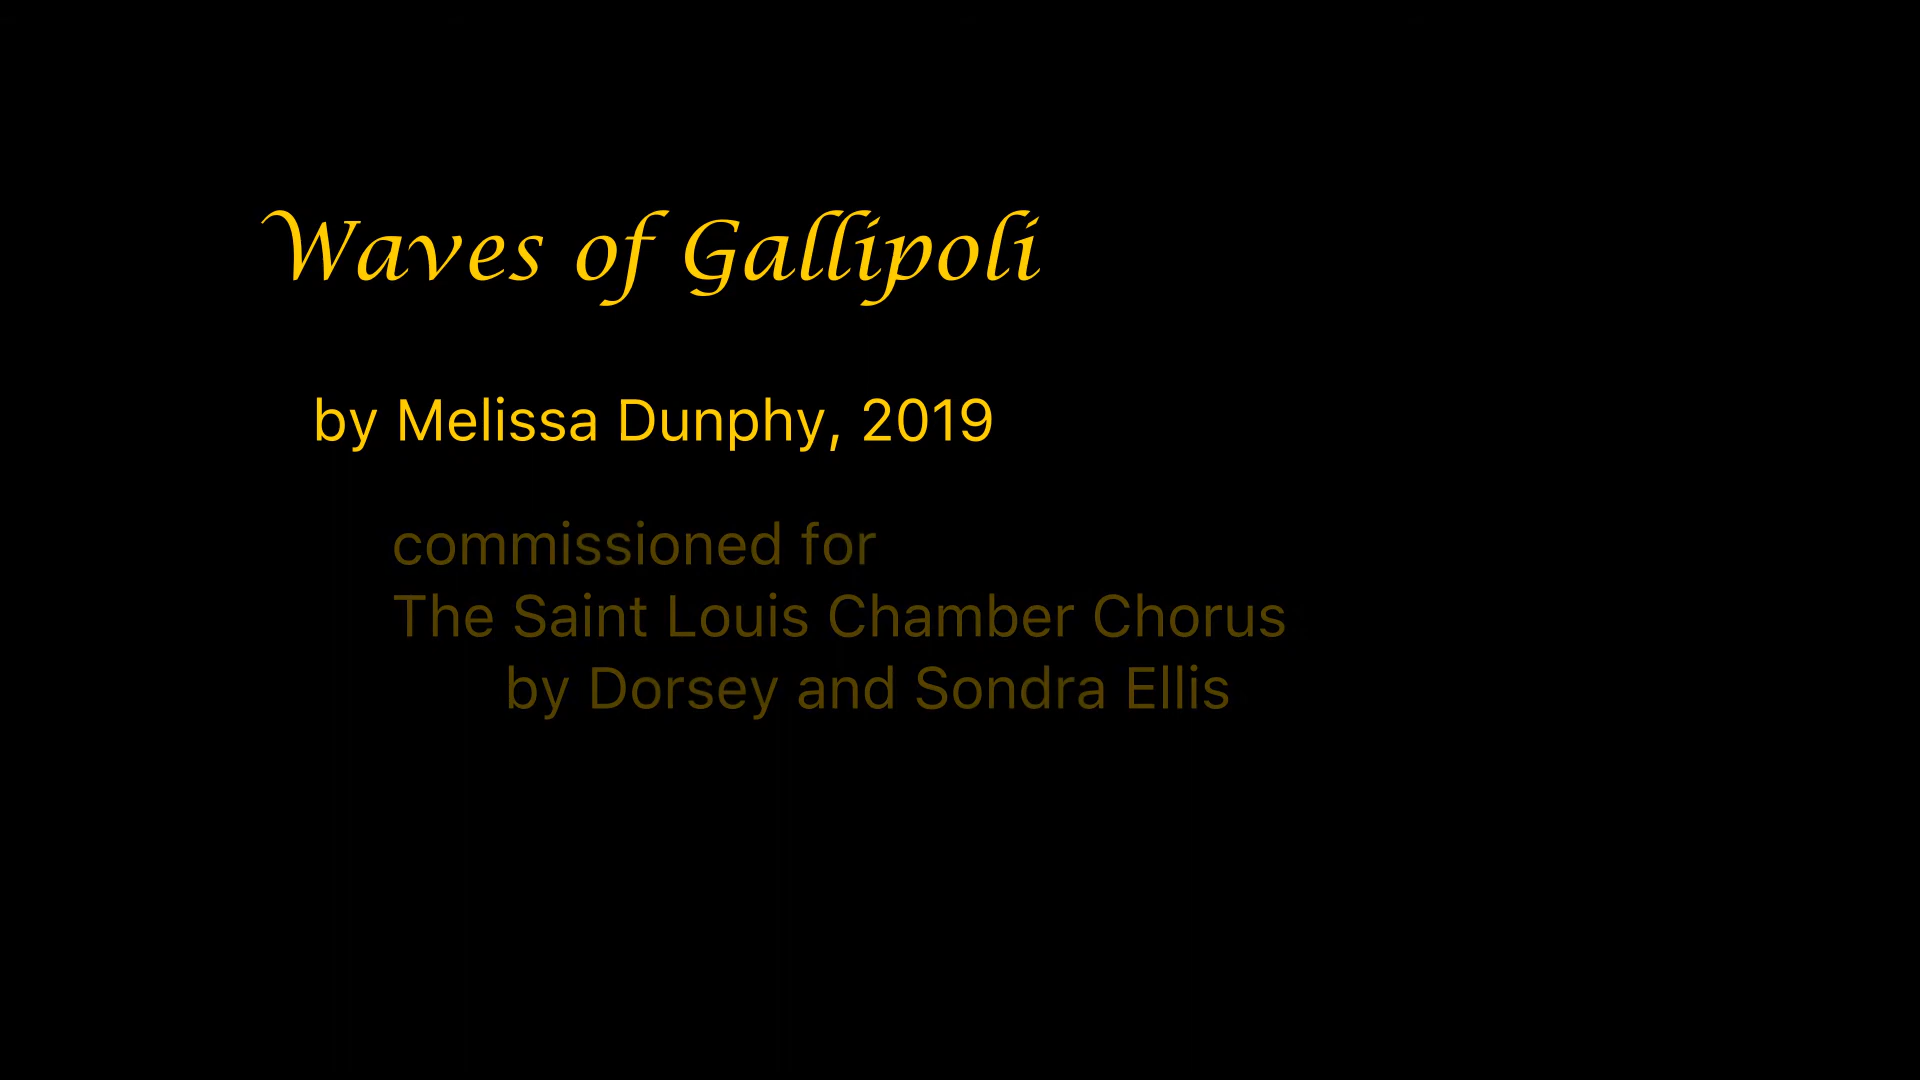 Waves of Gallipoli
by Melissa Dunphy, 2019
commissioned for
The Saint Louis Chamber Chorus
by Dorsey and Sondra Ellis